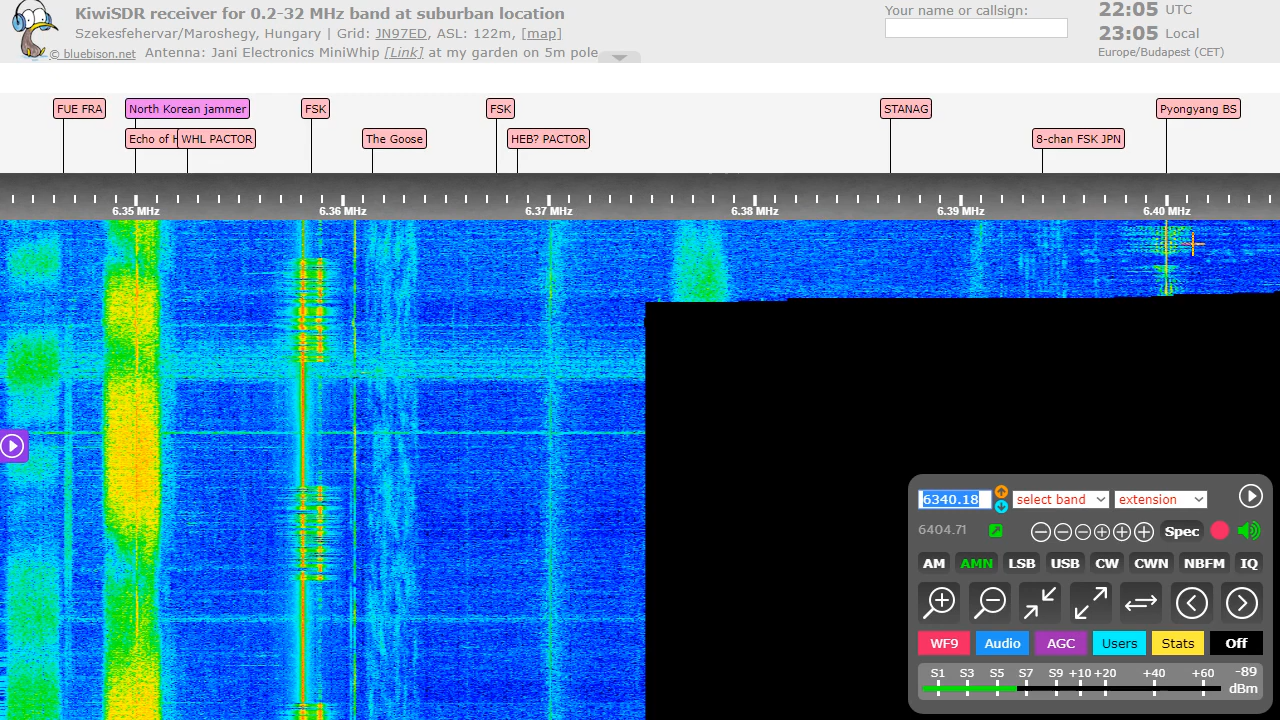 KiwiSDR receiver for 0.2-32 MHz band at suburban location
Szekesfehervar/Maroshegy, Hungary | Grid: JN97ED, ASL: 122m, [map]
© bluebison.net Antenna: Jani Electronics MiniWhip [Link] at my garden on 5m pole
Your name or callsign:
22:05 UTC
23:05 Local
Europe/Budapest (CET)
FUE FRA North Korean jammer FSK FSK STANAG Pyongyang BS
Echo of H WHL PACTOR The Goose HEB? PACTOR 8-chan FSK JPN
6.35 MHz 6.36 MHz 6.37 MHz 6.38 MHz 6.39 MHz 6.40 MHz
6340.18 select band extension
6404.71 Spec
AM AMN LSB USB CW CWN NBFM IQ
WF9 Audio AGC Users Stats Off
S1 S3 S5 S7 S9 +10 +20 +40 +60 -89
dBm